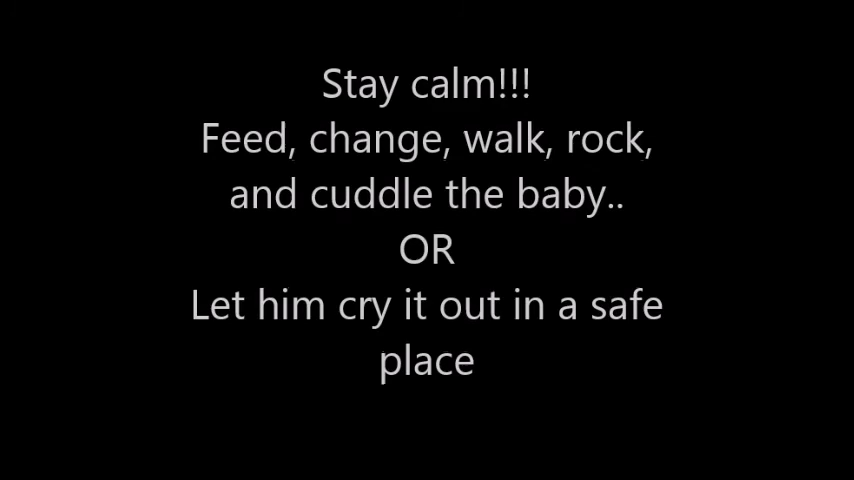 Stay calm!!!
Feed, change, walk, rock,
and cuddle the baby..
OR
Let him cry it out in a safe
place